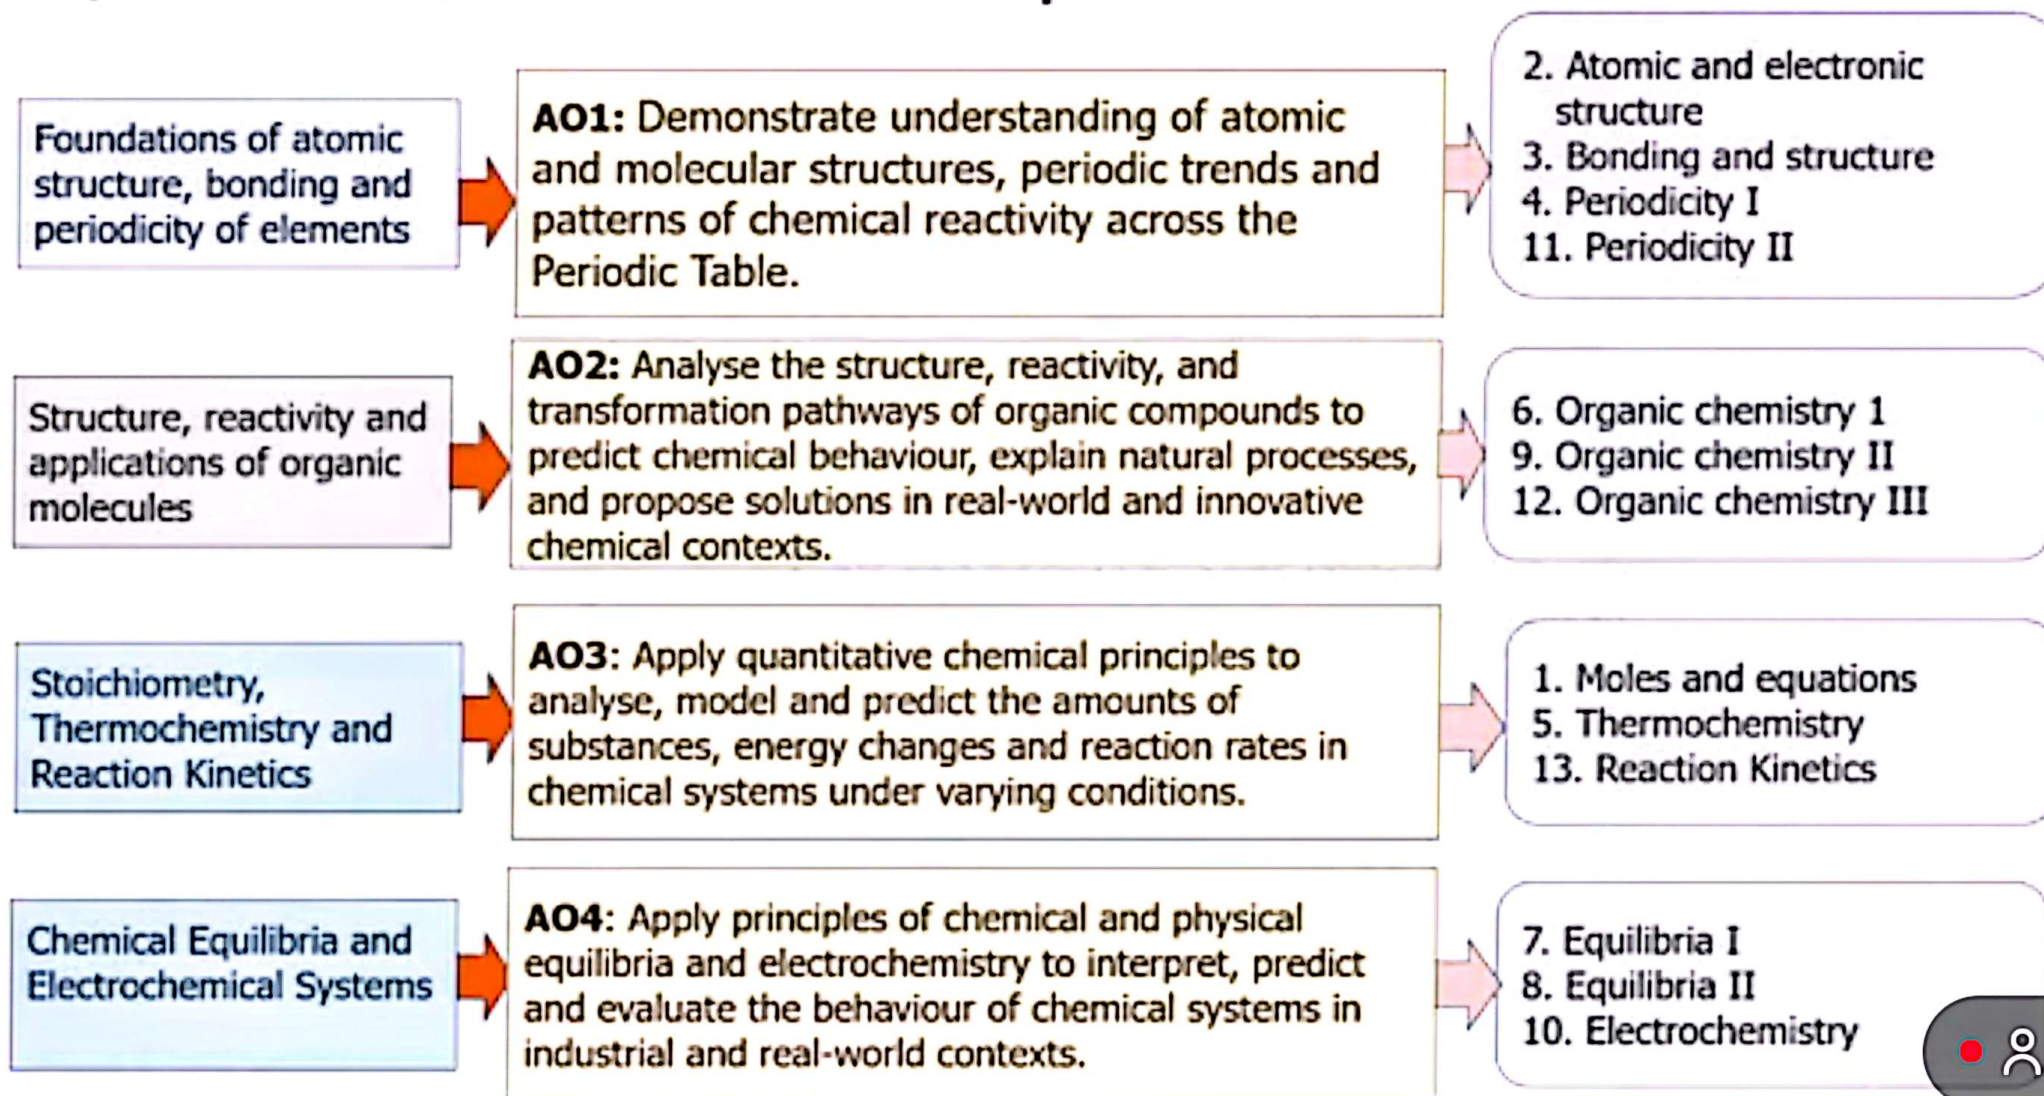 Foundations of atomic
structure, bonding and
periodicity of elements
AO1: Demonstrate understanding of atomic
and molecular structures, periodic trends and
patterns of chemical reactivity across the
Periodic Table.
2. Atomic and electronic
structure
3. Bonding and structure
4. Periodicity I
11. Periodicity II
Structure, reactivity and
applications of organic
molecules
AO2: Analyse the structure, reactivity, and
transformation pathways of organic compounds to
predict chemical behaviour, explain natural processes,
and propose solutions in real-world and innovative
chemical contexts.
6. Organic chemistry 1
9. Organic chemistry II
12. Organic chemistry III
Stoichiometry,
Thermochemistry and
Reaction Kinetics
AO3: Apply quantitative chemical principles to
analyse, model and predict the amounts of
substances, energy changes and reaction rates in
chemical systems under varying conditions.
1. Moles and equations
5. Thermochemistry
13. Reaction Kinetics
Chemical Equilibria and
Electrochemical Systems
AO4: Apply principles of chemical and physical
equilibria and electrochemistry to interpret, predict
and evaluate the behaviour of chemical systems in
industrial and real-world contexts.
7. Equilibria I
8. Equilibria II
10. Electrochemistry